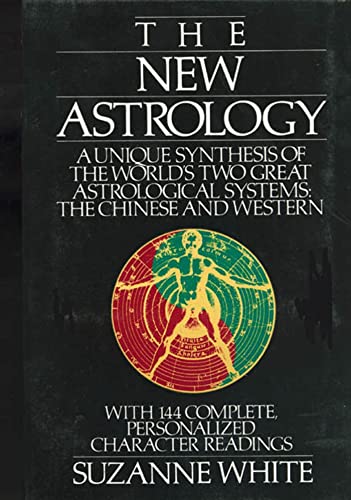 THE
NEW
ASTROLOGY
A UNIQUE SYNTHESIS OF
THE WORLD'S TWO GREAT
ASTROLOGICAL SYSTEMS:
THE CHINESE AND WESTERN
WITH 144 COMPLETE,
PERSONALIZED
CHARACTER READINGS
SUZANNE WHITE